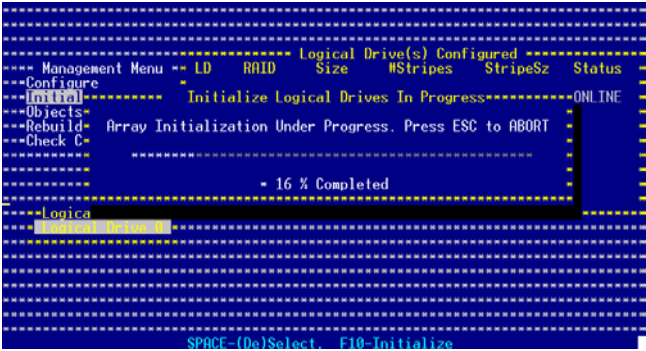 Logical Drive(s) Configured
Management Menu LD RAID Size #Stripes StripeSz Status
Configure
Initial Initialize Logical Drives In Progress ONLINE
Objects
Rebuild Array Initialization Under Progress. Press ESC to ABORT
Check C
16 % Completed
Logica
Logical Drive 0
SPACE-(De)Select, F10-Initialize